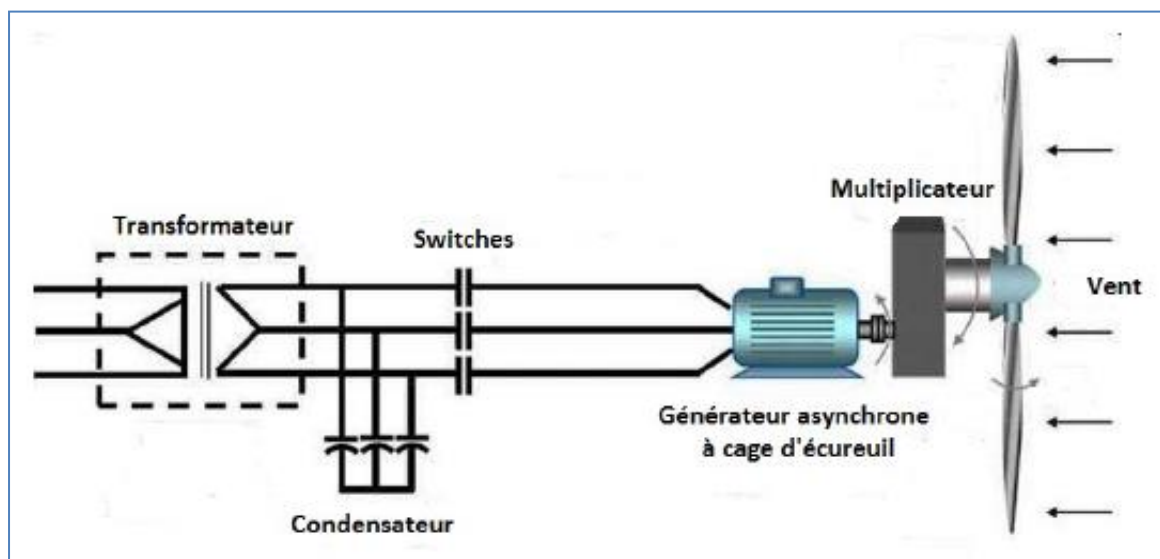 Multiplicateur
Transformateur
Switches
Vent
Générateur asynchrone
à cage d'écureuil
Condensateur